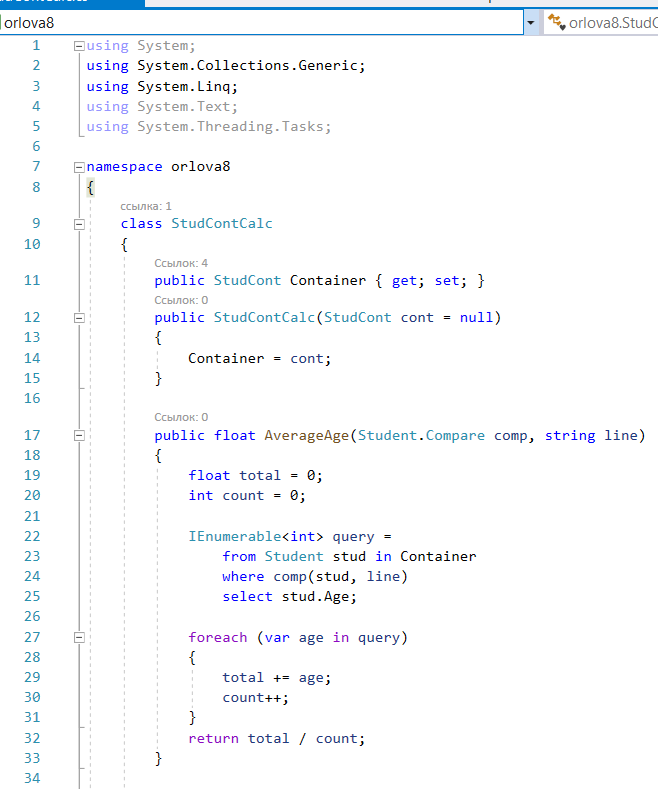 orlova8 orlova8.StudC
1 using System;
2 using System.Collections.Generic;
3 using System.Linq;
4 using System.Text;
5 using System.Threading.Tasks;
6
7 namespace orlova8
8 {
ссылка: 1
9 class StudContCalc
10 {
Ссылок: 4
11 public StudCont Container { get; set; }
Ссылок: 0
12 public StudContCalc(StudCont cont = null)
13 {
14 Container = cont;
15 }
16
Ссылок: 0
17 public float AverageAge(Student.Compare comp, string line)
18 {
19 float total = 0;
20 int count = 0;
21
22 IEnumerable<int> query =
23 from Student stud in Container
24 where comp(stud, line)
25 select stud.Age;
26
27 foreach (var age in query)
28 {
29 total += age;
30 count++;
31 }
32 return total / count;
33 }
34